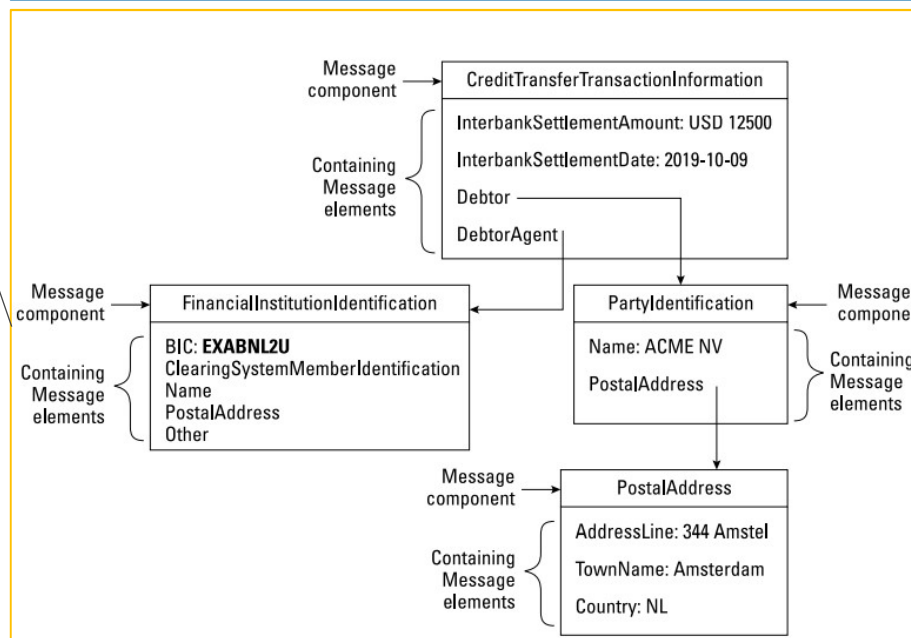 Message
component
CreditTransferTransactionInformation
Containing
Message
elements
InterbankSettlementAmount: USD 12500
InterbankSettlementDate: 2019-10-09
Debtor
DebtorAgent
Message
component
FinancialInstitutionIdentification
Containing
Message
elements
BIC: EXABNL2U
ClearingSystemMemberIdentification
Name
PostalAddress
Other
PartyIdentification
Message
compone
Name: ACME NV
PostalAddress
Containing
Message
elements
Message
component
PostalAddress
Containing
Message
elements
AddressLine: 344 Amstel
TownName: Amsterdam
Country: NL